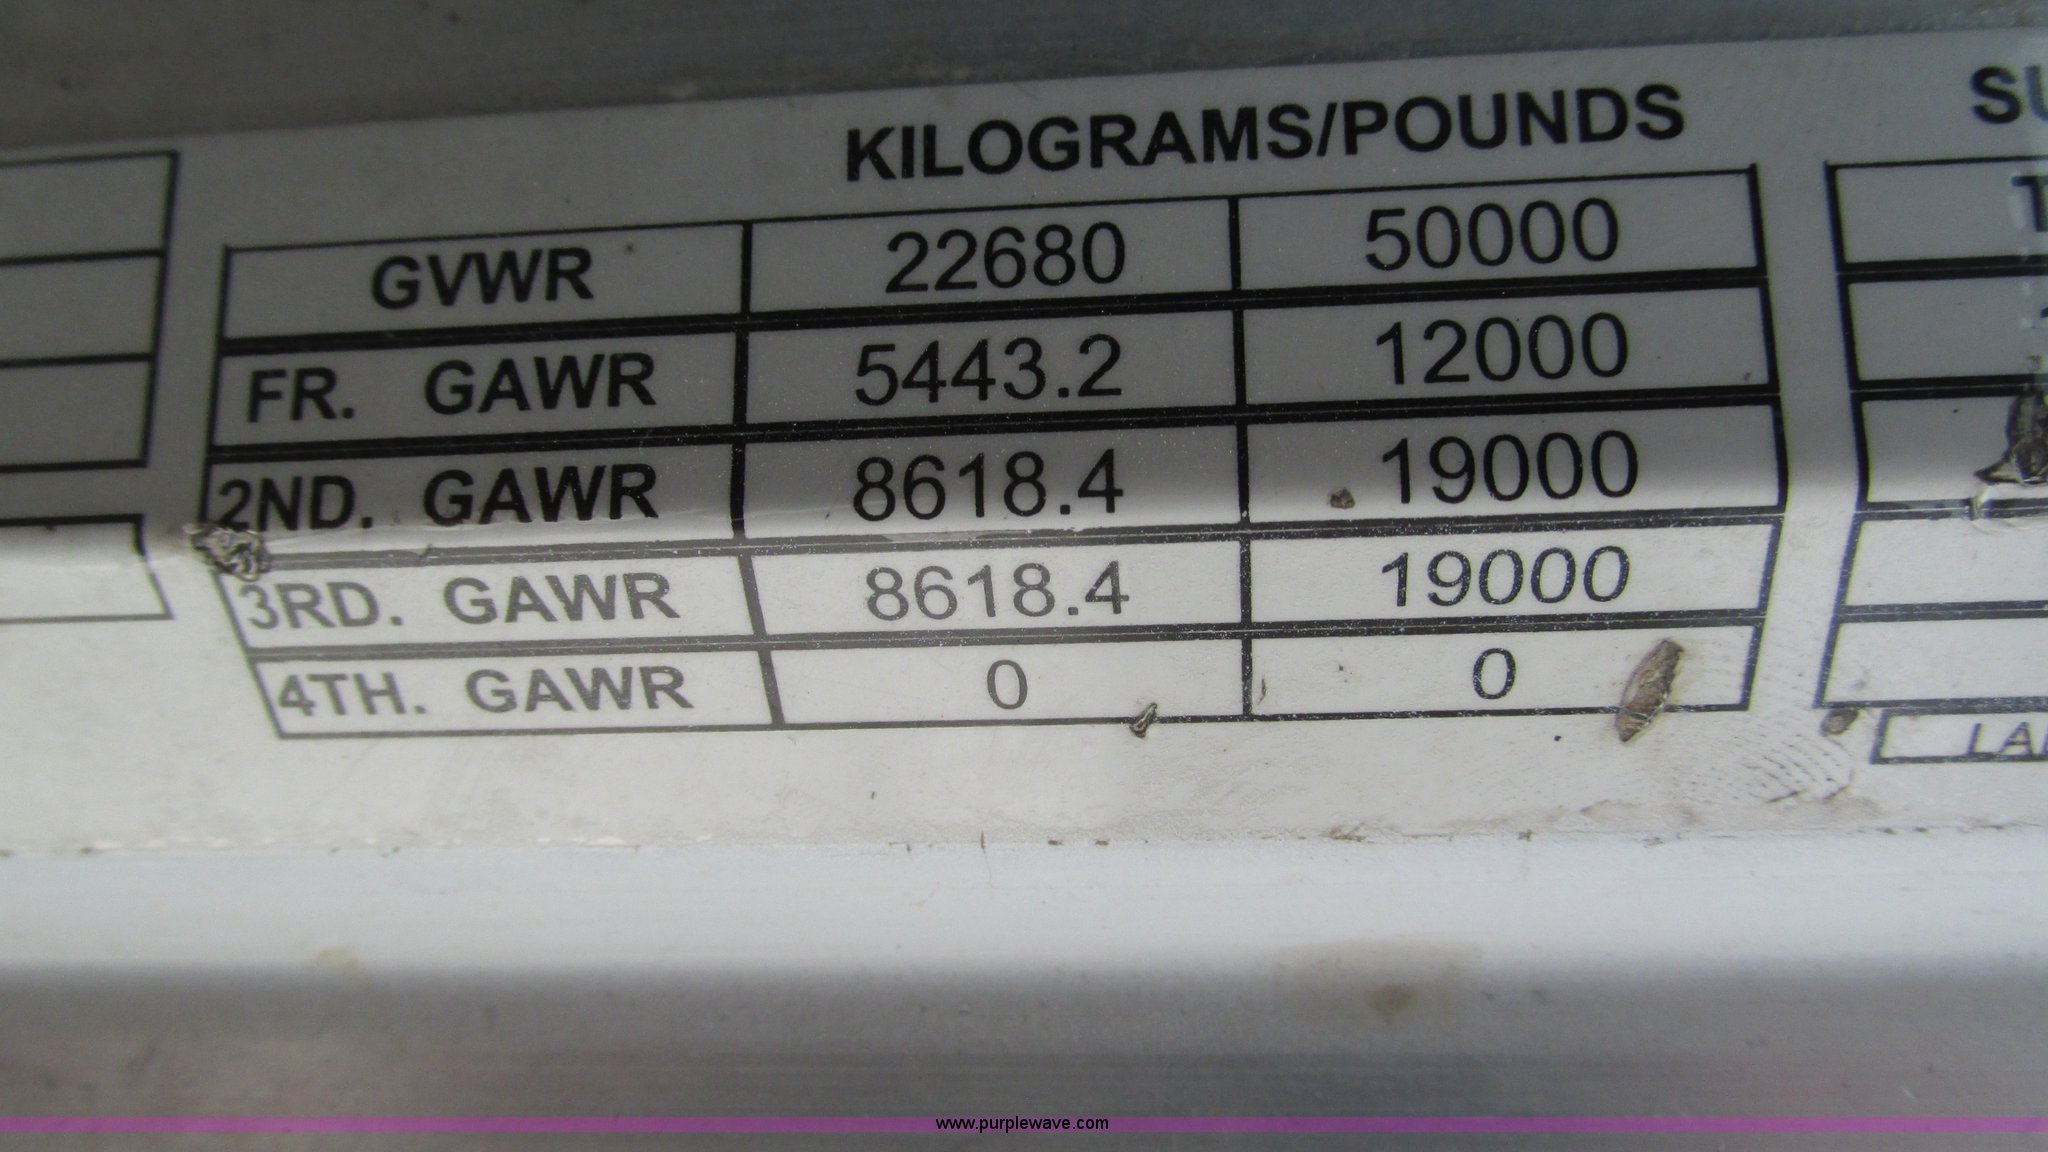 KILOGRAMS/POUNDS
GVWR 22680 50000
FR. GAWR 5443.2 12000
2ND. GAWR 8618.4 19000
3RD. GAWR 8618.4 19000
4TH. GAWR 0 0
www.purplewave.com